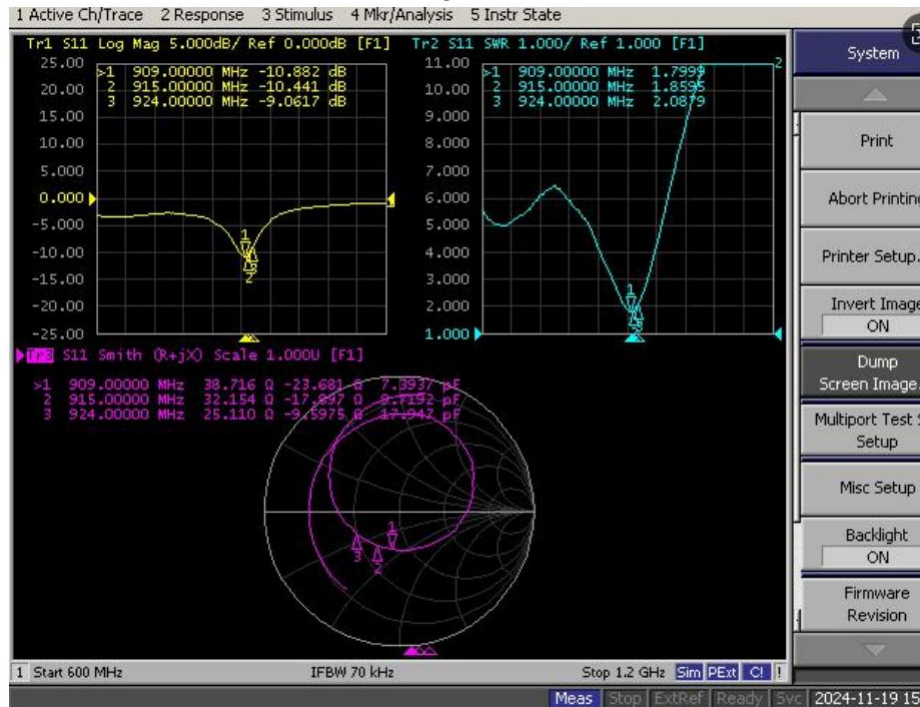 1 Active Ch/Trace 2 Response 3 Stimulus 4 Mkr/Analysis 5 Instr State
Tr1 S11 Log Mag 5.000dB/ Ref 0.000dB [F1]
25.00
20.00
15.00
10.00
5.000
0.000
-5.000
-10.00
-15.00
-20.00
-25.00
>1 909.00000 MHz -10.882 dB
2 915.00000 MHz -10.441 dB
3 924.00000 MHz -9.0617 dB
1
2
3
Tr2 S11 SWR 1.000/ Ref 1.000 [F1]
11.00
10.00
9.000
8.000
7.000
6.000
5.000
4.000
3.000
2.000
1.000
>1 909.00000 MHz 1.7999
2 915.00000 MHz 1.8595
3 924.00000 MHz 2.0879
2
1
Tr3 S11 Smith (R+jX) Scale 1.000U [F1]
>1 909.00000 MHz 38.716 Ω -23.681 Ω 7.3937 pF
2 915.00000 MHz 32.154 Ω -17.897 Ω 9.7192 pF
3 924.00000 MHz 25.110 Ω -9.5975 Ω 17.947 pF
1
3
2
1 Start 600 MHz IFBW 70 kHz Stop 1.2 GHz Sim PExt C! !
Meas Stop ExtRef Ready Svc 2024-11-19 15
System
Print
Abort Printing
Printer Setup.
Invert Image
ON
Dump
Screen Image.
Multiport Test
Setup
Misc Setup
Backlight
ON
Firmware
Revision